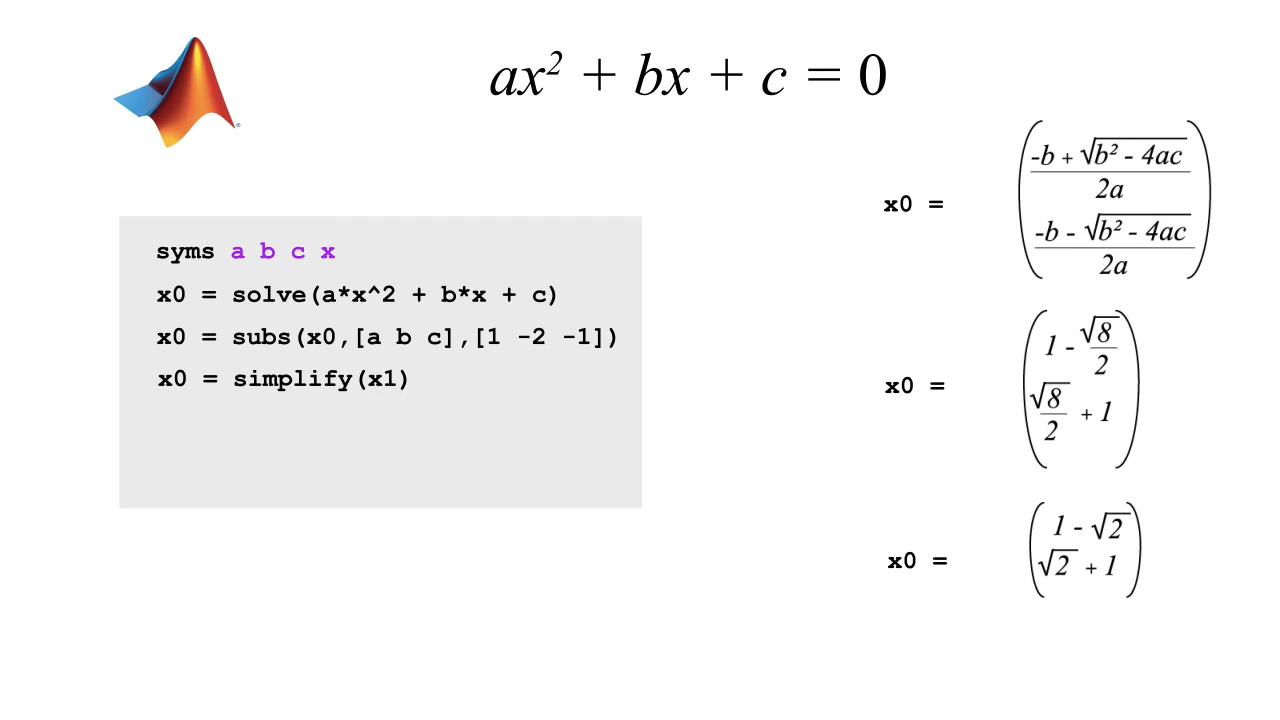 ax² + bx + c = 0
syms a b c x
x0 = solve(a*x^2 + b*x + c)
x0 = subs(x0,[a b c],[1 -2 -1])
x0 = simplify(x1)
x0 =
-b + √b² - 4ac
2a
-b - √b² - 4ac
2a
x0 =
1 - √8
2
√8 + 1
2
x0 =
1 - √2
√2 + 1